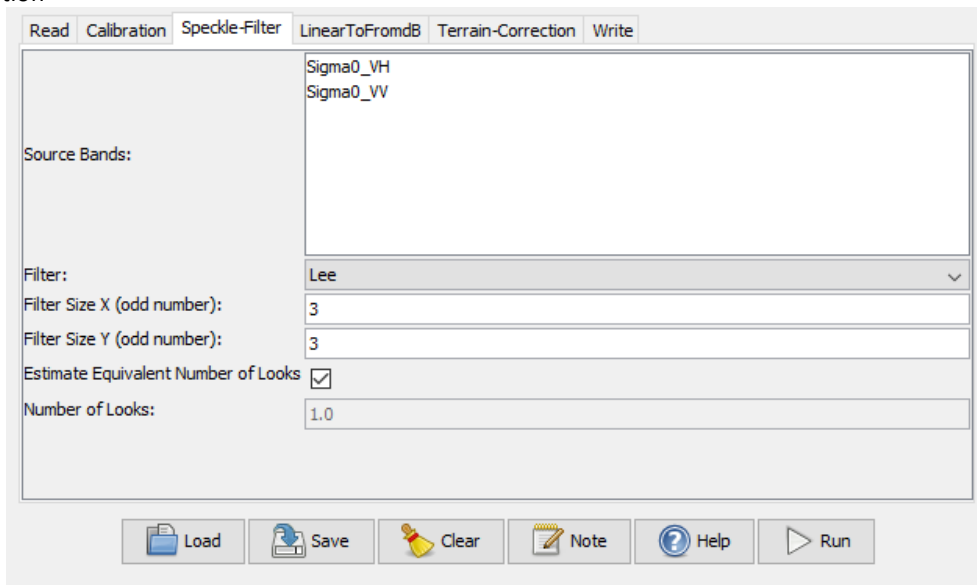 Read Calibration Speckle-Filter LinearToFromdB Terrain-Correction Write
Sigma0_VH
Sigma0_VV
Source Bands:
Filter: Lee
Filter Size X (odd number): 3
Filter Size Y (odd number): 3
Estimate Equivalent Number of Looks
Number of Looks: 1.0
Load Save Clear Note Help Run